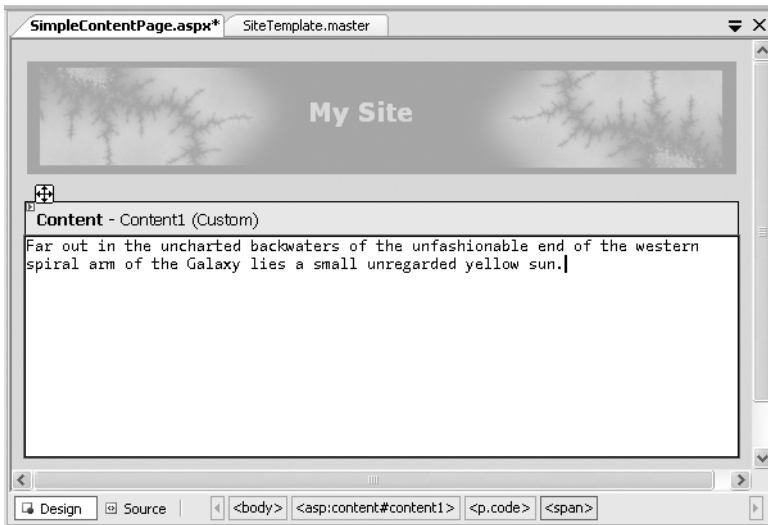 SimpleContentPage.aspx* SiteTemplate.master
My Site
Content - Content1 (Custom)
Far out in the uncharted backwaters of the unfashionable end of the western
spiral arm of the Galaxy lies a small unregarded yellow sun.
Design Source <body> <asp:content#content1> <p.code> <span>